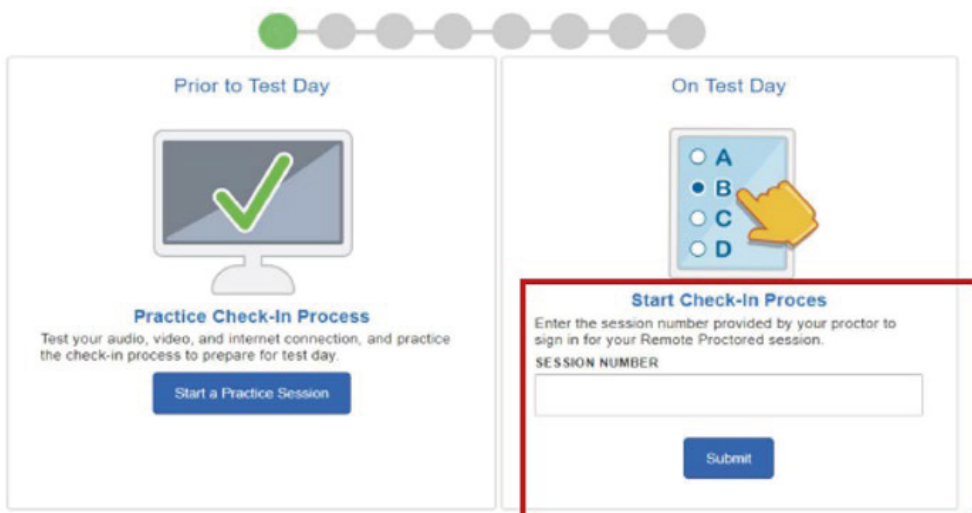 Prior to Test Day
Practice Check-In Process
Test your audio, video, and internet connection, and practice
the check-in process to prepare for test day.
Start a Practice Session
On Test Day
A
B
C
D
Start Check-In Proces
Enter the session number provided by your proctor to
sign in for your Remote Proctored session.
SESSION NUMBER
Submit